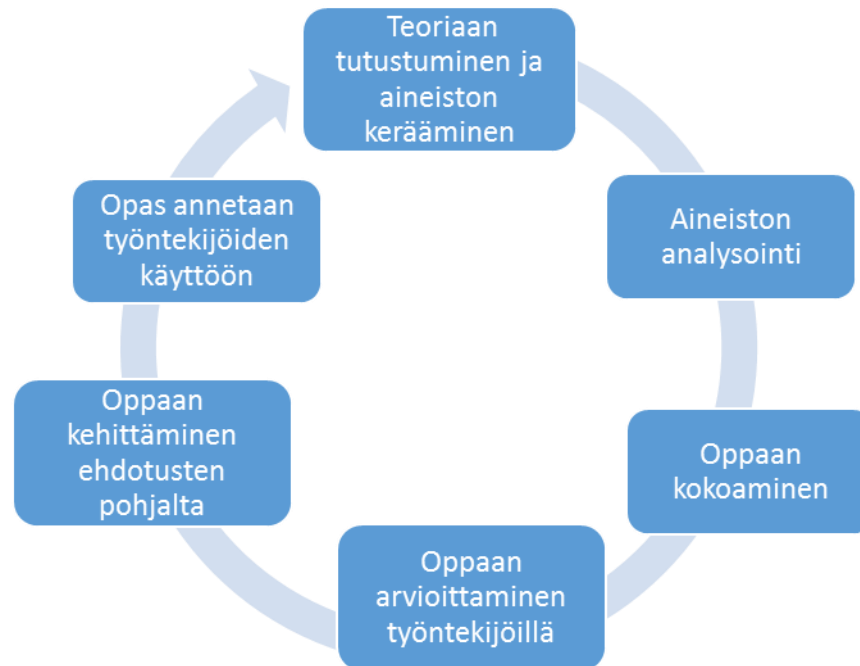 Teoriaan
tutustuminen ja
aineiston
kerääminen
Aineiston
analysointi
Oppaan
kokoaminen
Oppaan
arvioittaminen
työntekijöillä
Oppaan
kehittäminen
ehdotusten
pohjalta
Opas annetaan
työntekijöiden
käyttöön